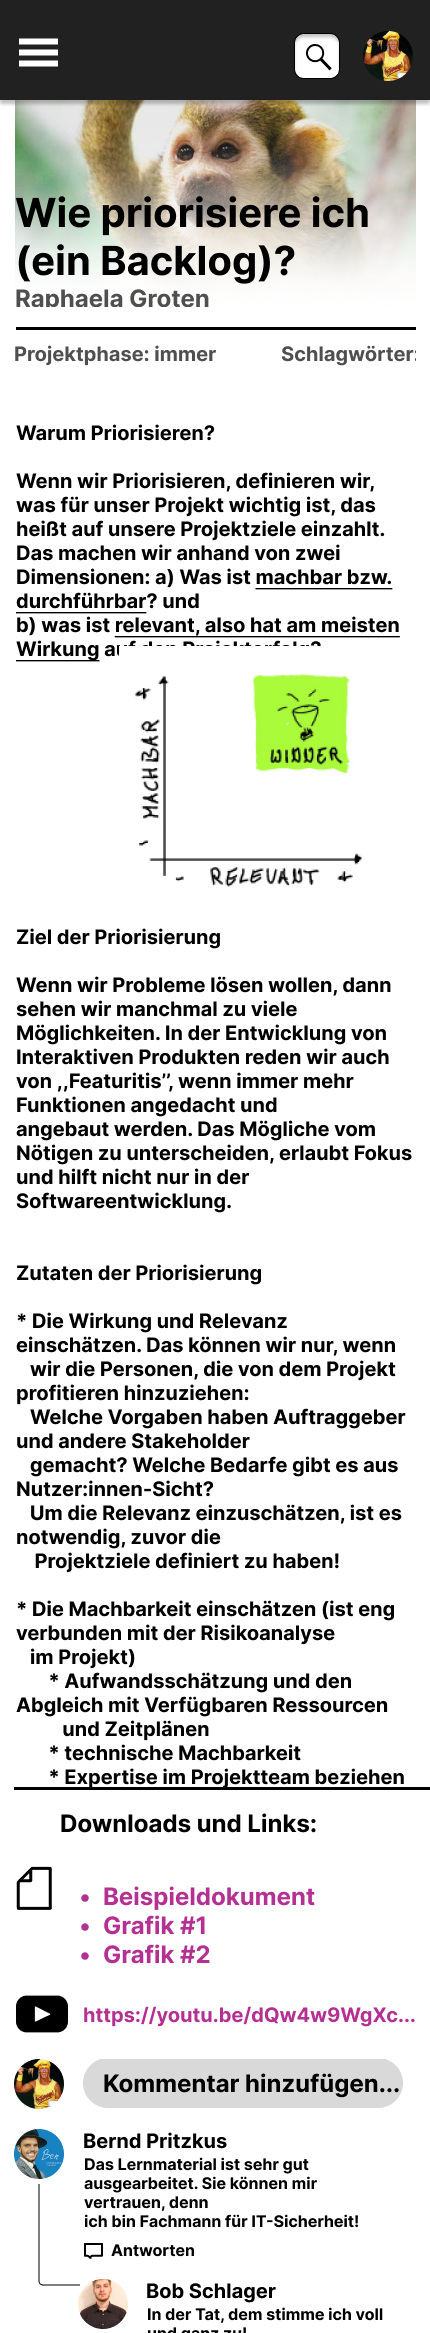 Wie priorisiere ich
(ein Backlog)?
Raphaela Groten
Projektphase: immer Schlagwörter:
Warum Priorisieren?
Wenn wir Priorisieren, definieren wir,
was für unser Projekt wichtig ist, das
heißt auf unsere Projektziele einzahlt.
Das machen wir anhand von zwei
Dimensionen: a) Was ist machbar bzw.
durchführbar? und
b) was ist relevant, also hat am meisten
Wirkung auf den Projekterfolg?
+
MACHBAR
-
WINNER
- RELEVANT +
Ziel der Priorisierung
Wenn wir Probleme lösen wollen, dann
sehen wir manchmal zu viele
Möglichkeiten. In der Entwicklung von
Interaktiven Produkten reden wir auch
von ,,Featuritis’’, wenn immer mehr
Funktionen angedacht und
angebaut werden. Das Mögliche vom
Nötigen zu unterscheiden, erlaubt Fokus
und hilft nicht nur in der
Softwareentwicklung.
Zutaten der Priorisierung
* Die Wirkung und Relevanz
einschätzen. Das können wir nur, wenn
wir die Personen, die von dem Projekt
profitieren hinzuziehen:
Welche Vorgaben haben Auftraggeber
und andere Stakeholder
gemacht? Welche Bedarfe gibt es aus
Nutzer:innen-Sicht?
Um die Relevanz einzuschätzen, ist es
notwendig, zuvor die
Projektziele definiert zu haben!
* Die Machbarkeit einschätzen (ist eng
verbunden mit der Risikoanalyse
im Projekt)
* Aufwandsschätzung und den
Abgleich mit Verfügbaren Ressourcen
und Zeitplänen
* technische Machbarkeit
* Expertise im Projektteam beziehen
Downloads und Links:
• Beispieldokument
• Grafik #1
• Grafik #2
https://youtu.be/dQw4w9WgXc...
Kommentar hinzufügen...
Bernd Pritzkus
Das Lernmaterial ist sehr gut
ausgearbeitet. Sie können mir
vertrauen, denn
ich bin Fachmann für IT-Sicherheit!
Antworten
Bob Schlager
In der Tat, dem stimme ich voll
und ganz zu!